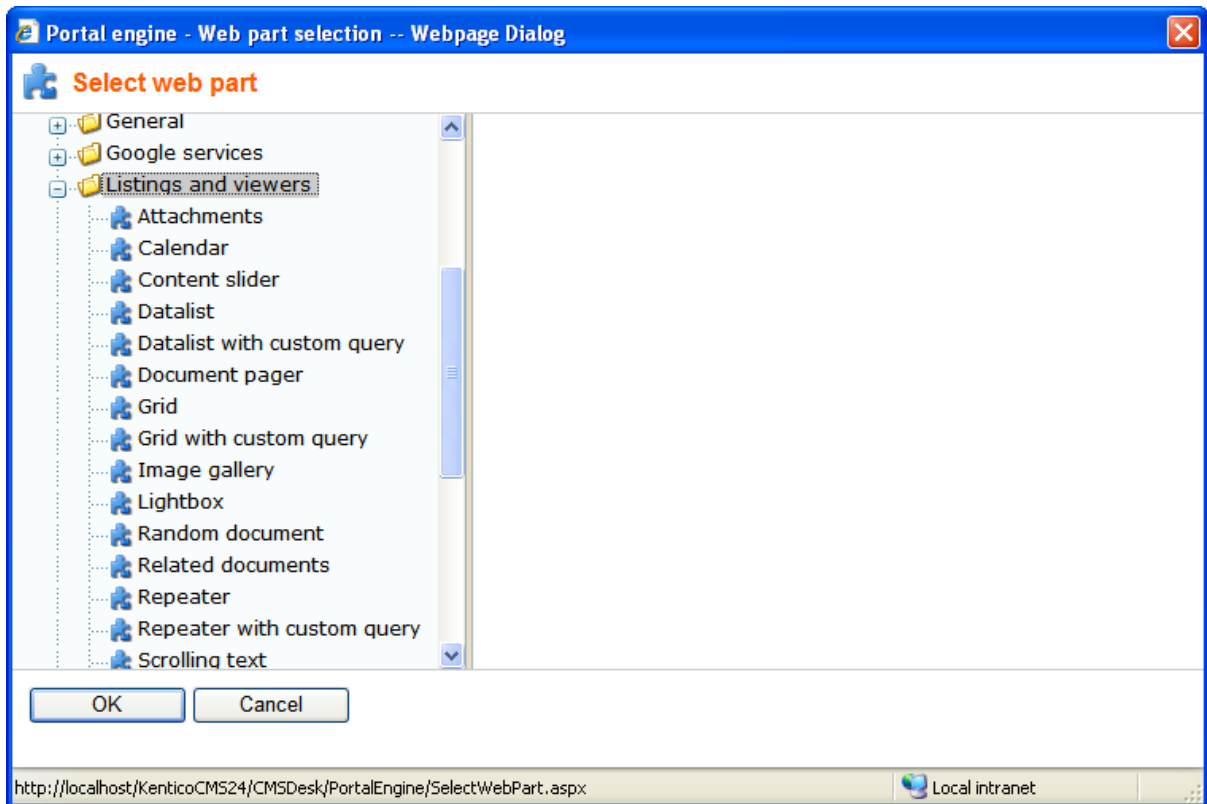 Portal engine - Web part selection -- Webpage Dialog
Select web part
General
Google services
Listings and viewers
Attachments
Calendar
Content slider
Datalist
Datalist with custom query
Document pager
Grid
Grid with custom query
Image gallery
Lightbox
Random document
Related documents
Repeater
Repeater with custom query
Scrolling text
OK Cancel
http://localhost/KenticoCMS24/CMSDesk/PortalEngine/SelectWebPart.aspx Local intranet